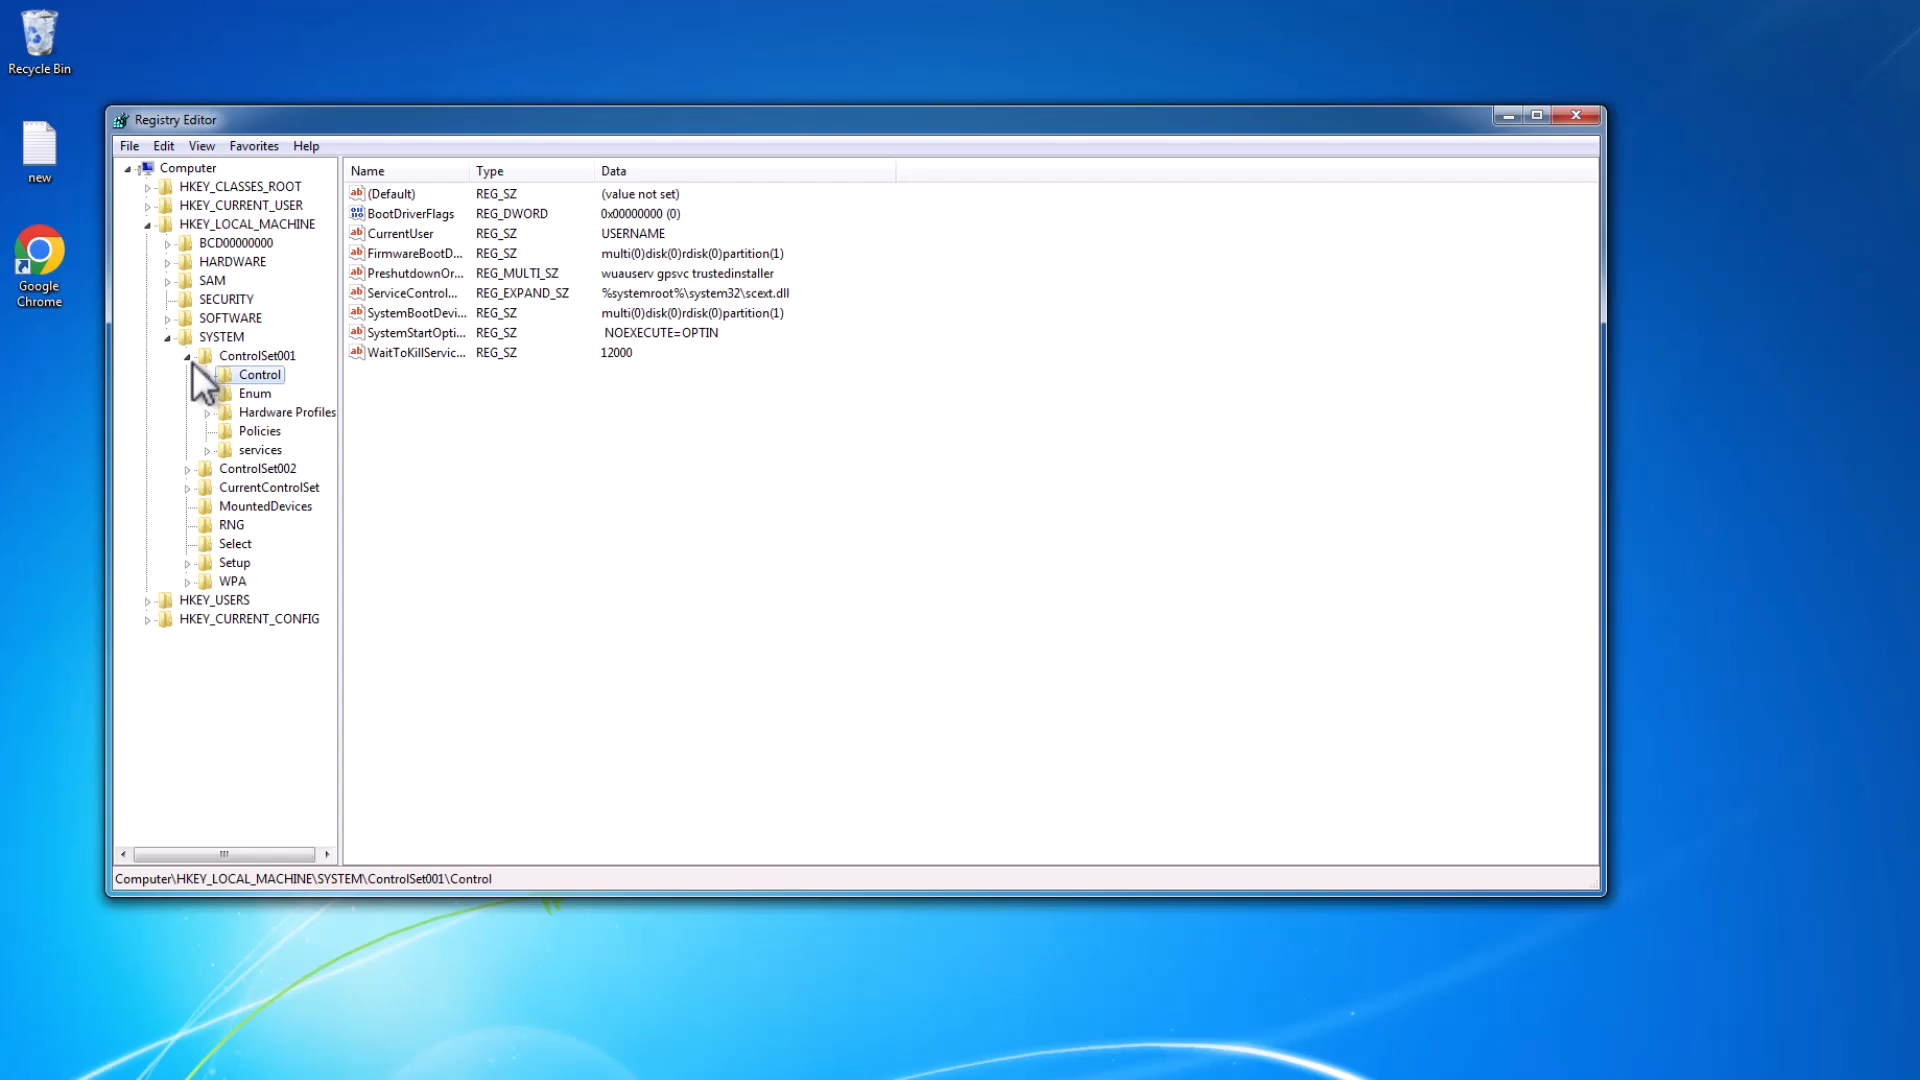 Recycle Bin
new
Google
Chrome
Registry Editor
File Edit View Favorites Help
Computer
HKEY_CLASSES_ROOT
HKEY_CURRENT_USER
HKEY_LOCAL_MACHINE
BCD00000000
HARDWARE
SAM
SECURITY
SOFTWARE
SYSTEM
ControlSet001
Control
Enum
Hardware Profiles
Policies
services
ControlSet002
CurrentControlSet
MountedDevices
RNG
Select
Setup
WPA
HKEY_USERS
HKEY_CURRENT_CONFIG
Name Type Data
(Default) REG_SZ (value not set)
BootDriverFlags REG_DWORD 0x00000000 (0)
CurrentUser REG_SZ USERNAME
FirmwareBootD... REG_SZ multi(0)disk(0)rdisk(0)partition(1)
PreshutdownOr... REG_MULTI_SZ wuauserv gpsvc trustedinstaller
ServiceControl... REG_EXPAND_SZ %systemroot%\system32\scext.dll
SystemBootDevi... REG_SZ multi(0)disk(0)rdisk(0)partition(1)
SystemStartOpti... REG_SZ NOEXECUTE=OPTIN
WaitToKillServic... REG_SZ 12000
Computer\HKEY_LOCAL_MACHINE\SYSTEM\ControlSet001\Control